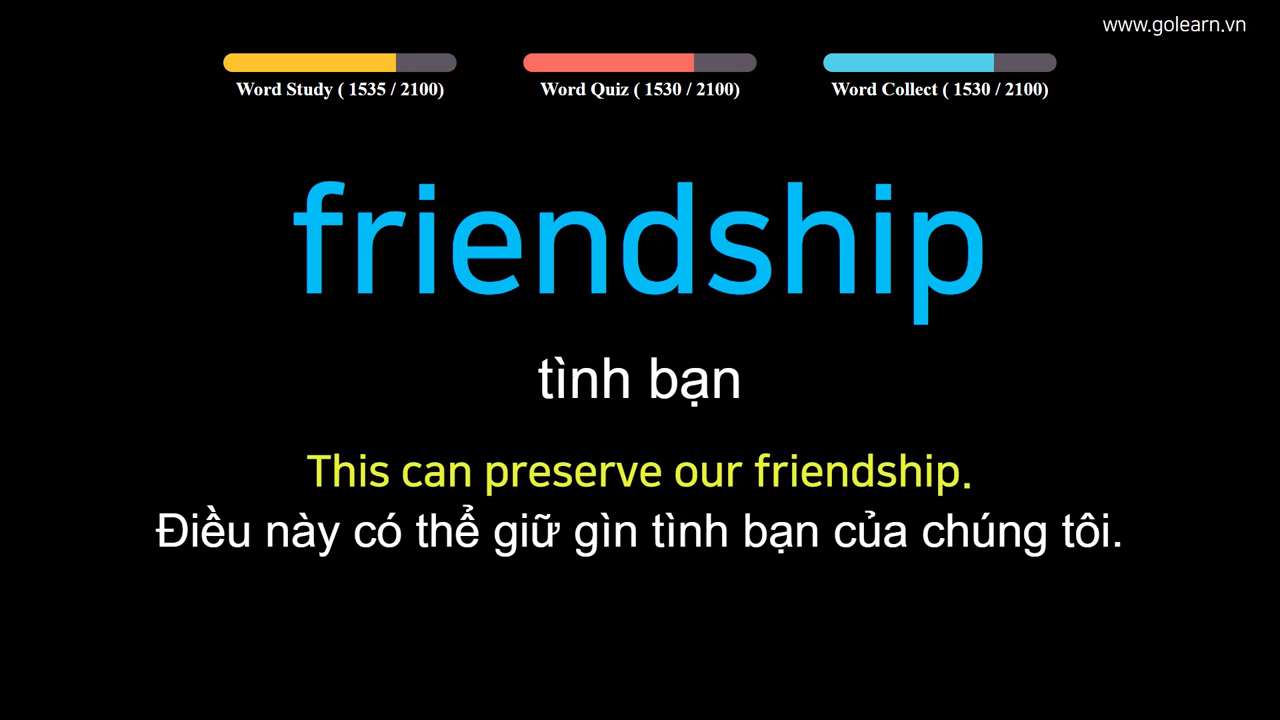 www.golearn.vn
Word Study ( 1535 / 2100)
Word Quiz ( 1530 / 2100)
Word Collect ( 1530 / 2100)
friendship
tình bạn
This can preserve our friendship.
Điều này có thể giữ gìn tình bạn của chúng tôi.